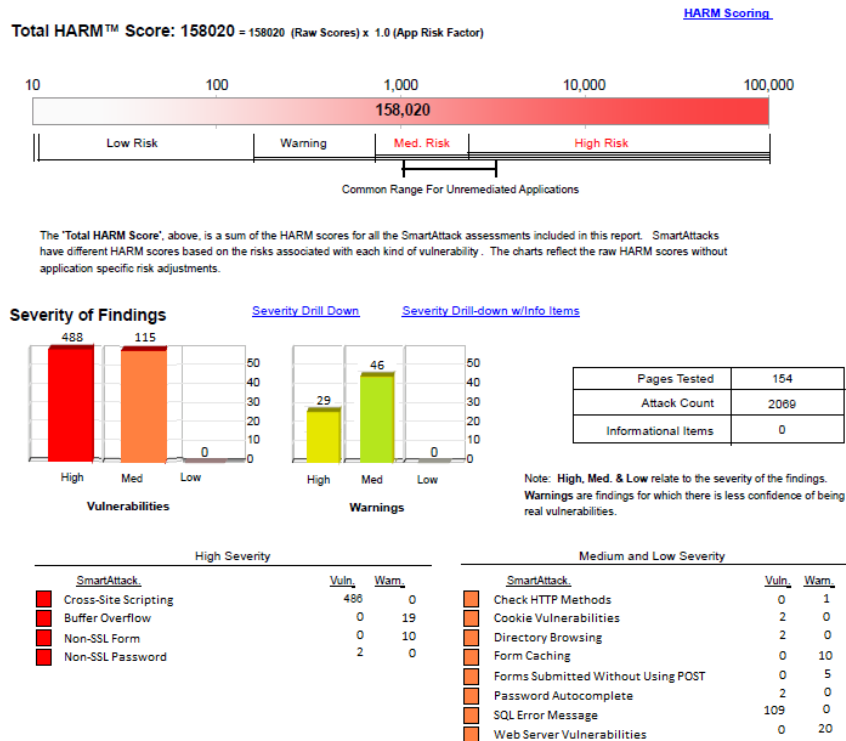 HARM Scoring
Total HARM™ Score: 158020 = 158020 (Raw Scores) x 1.0 (App Risk Factor)
10 100 1,000 10,000 100,000
158,020
Low Risk Warning Med. Risk High Risk
Common Range For Unremediated Applications
The 'Total HARM Score', above, is a sum of the HARM scores for all the SmartAttack assessments included in this report. SmartAttacks
have different HARM scores based on the risks associated with each kind of vulnerability . The charts reflect the raw HARM scores without
application specific risk adjustments.
Severity of Findings Severity Drill Down Severity Drill-down w/Info Items
488 115 0
50
40
30
20
10
0
High Med Low
Vulnerabilities
29 46 0
50
40
30
20
10
0
High Med Low
Warnings
Pages Tested 154
Attack Count 2069
Informational Items 0
Note: High, Med. & Low relate to the severity of the findings.
Warnings are findings for which there is less confidence of being
real vulnerabilities.
High Severity
SmartAttack. Vuln. Warn.
Cross-Site Scripting 486 0
Buffer Overflow 0 19
Non-SSL Form 0 10
Non-SSL Password 2 0
Medium and Low Severity
SmartAttack. Vuln. Warn.
Check HTTP Methods 0 1
Cookie Vulnerabilities 2 0
Directory Browsing 2 0
Form Caching 0 10
Forms Submitted Without Using POST 0 5
Password Autocomplete 2 0
SQL Error Message 109 0
Web Server Vulnerabilities 0 20